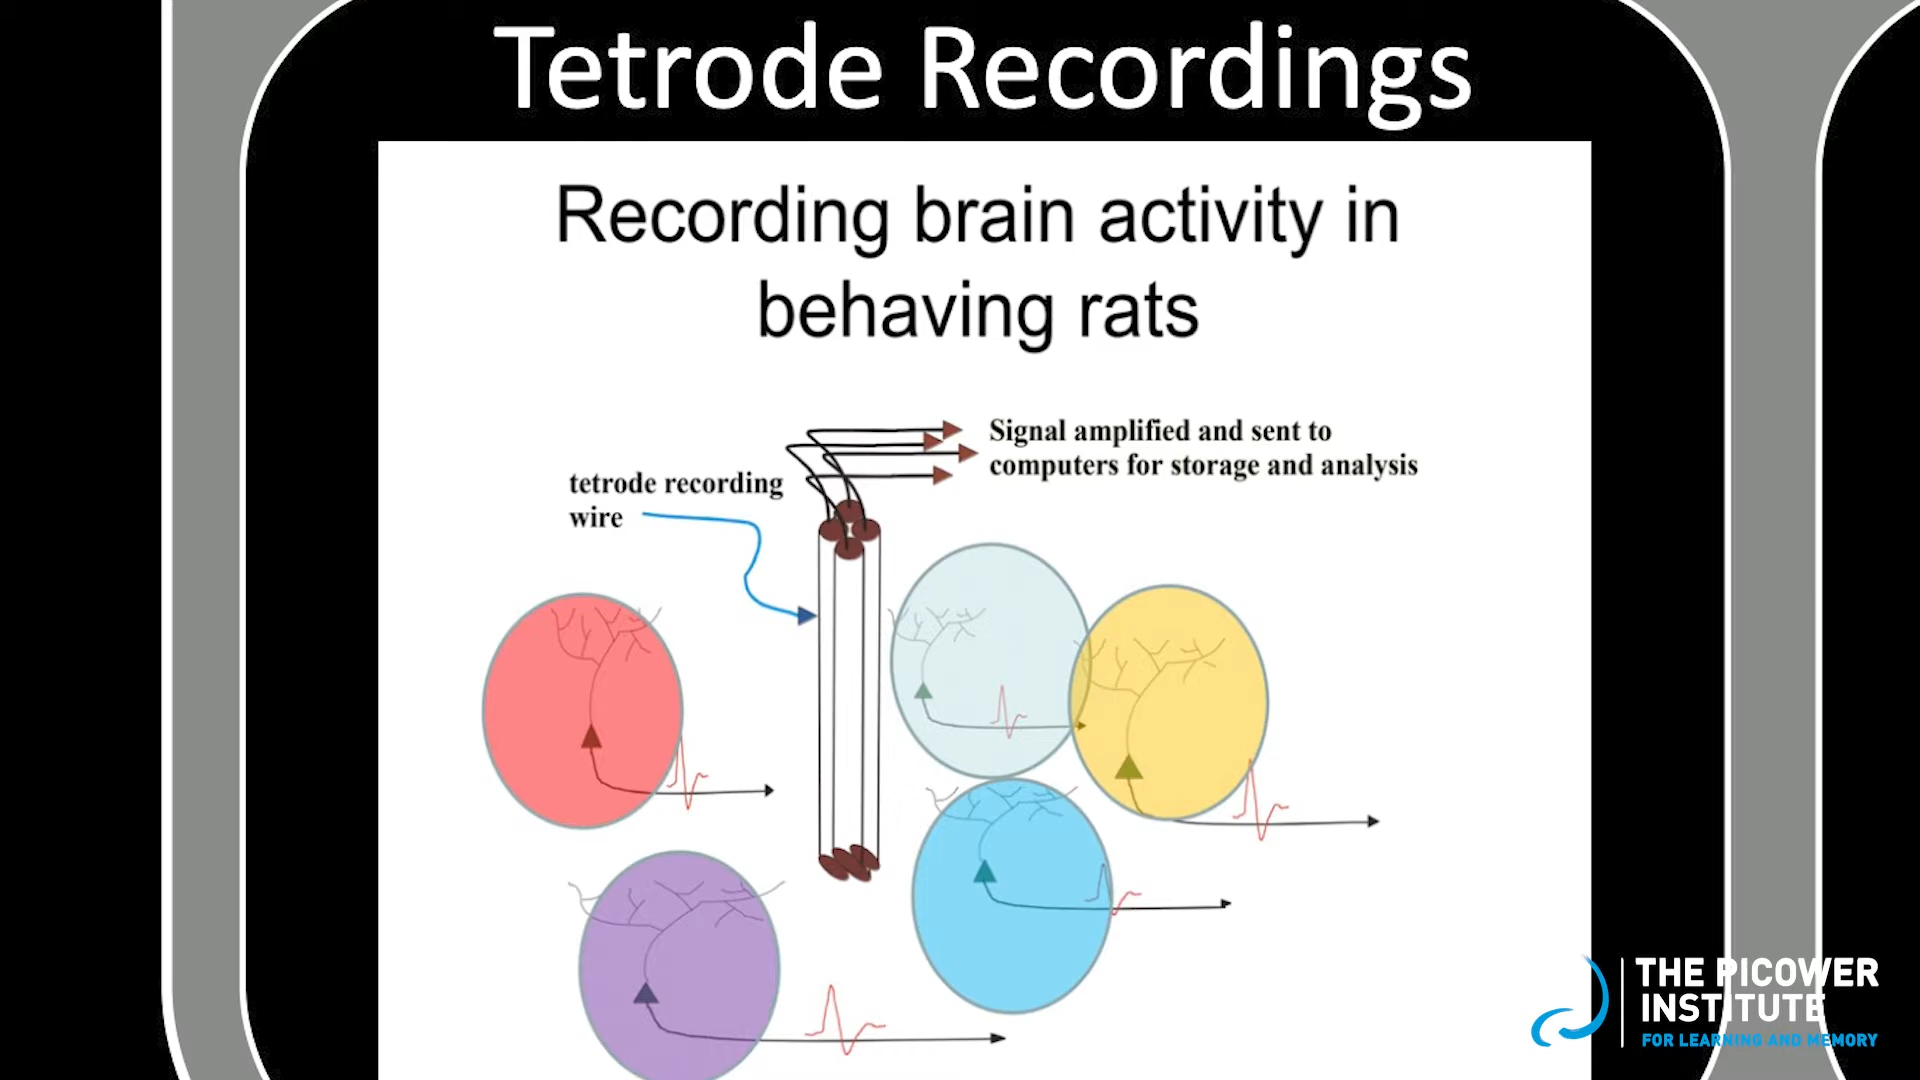 Tetrode Recordings
Recording brain activity in
behaving rats
Signal amplified and sent to
computers for storage and analysis
tetrode recording
wire
THE PICOWER
INSTITUTE
FOR LEARNING AND MEMORY